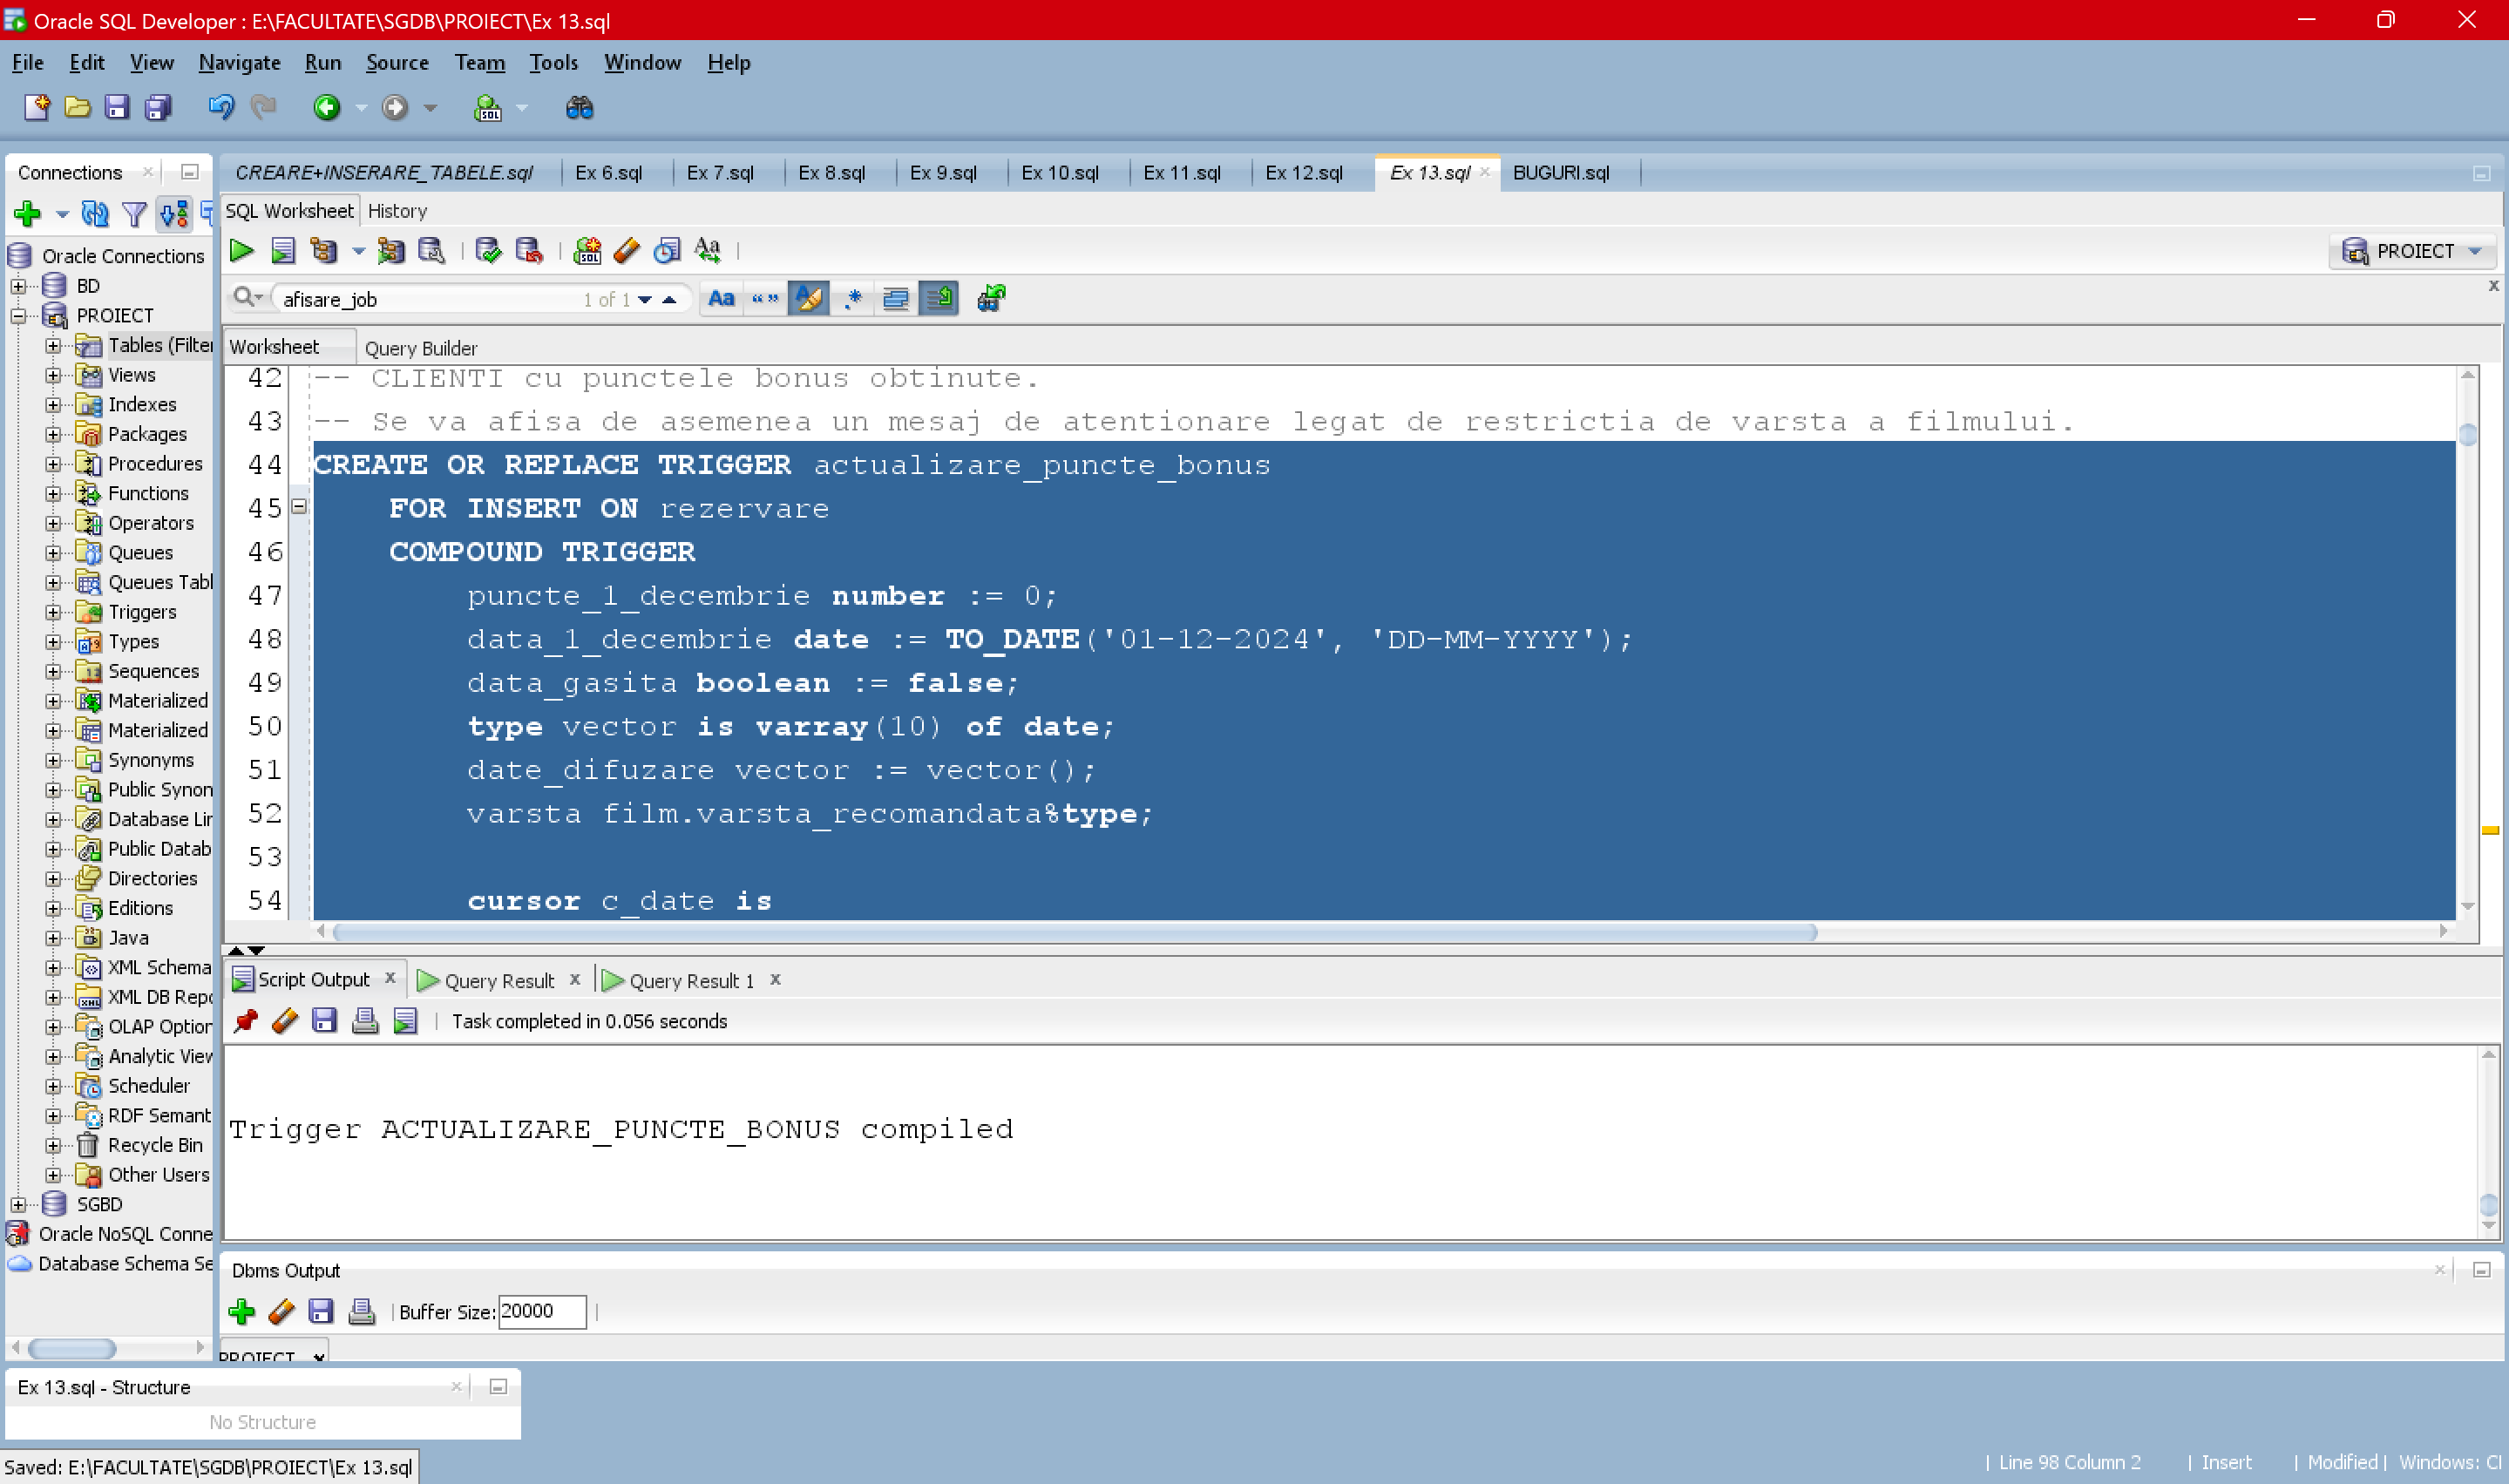 Oracle SQL Developer : E:\FACULTATE\SGDB\PROIECT\Ex 13.sql
File Edit View Navigate Run Source Team Tools Window Help
Connections
Oracle Connections
BD
PROIECT
Tables (Filter
Views
Indexes
Packages
Procedures
Functions
Operators
Queues
Queues Tabl
Triggers
Types
Sequences
Materialized
Materialized
Synonyms
Public Synon
Database Lin
Public Datab
Directories
Editions
Java
XML Schema
XML DB Repo
OLAP Option
Analytic View
Scheduler
RDF Semant
Recycle Bin
Other Users
SGBD
Oracle NoSQL Conne
Database Schema Se
CREARE+INSERARE_TABELE.sql Ex 6.sql Ex 7.sql Ex 8.sql Ex 9.sql Ex 10.sql Ex 11.sql Ex 12.sql Ex 13.sql BUGURI.sql
SQL Worksheet History
PROIECT
afisare_job 1 of 1
Worksheet Query Builder
42 -- CLIENTI cu punctele bonus obtinute.
43 -- Se va afisa de asemenea un mesaj de atentionare legat de restrictia de varsta a filmului.
44 CREATE OR REPLACE TRIGGER actualizare_puncte_bonus
45 FOR INSERT ON rezervare
46 COMPOUND TRIGGER
47 puncte_1_decembrie number := 0;
48 data_1_decembrie date := TO_DATE('01-12-2024', 'DD-MM-YYYY');
49 data_gasita boolean := false;
50 type vector is varray(10) of date;
51 date_difuzare vector := vector();
52 varsta film.varsta_recomandata%type;
53
54 cursor c_date is
Script Output Query Result Query Result 1
Task completed in 0.056 seconds
Trigger ACTUALIZARE_PUNCTE_BONUS compiled
Dbms Output
Buffer Size: 20000
PROIECT
Ex 13.sql - Structure
No Structure
Saved: E:\FACULTATE\SGDB\PROIECT\Ex 13.sql
Line 98 Column 2 | Insert | Modified | Windows: Cl